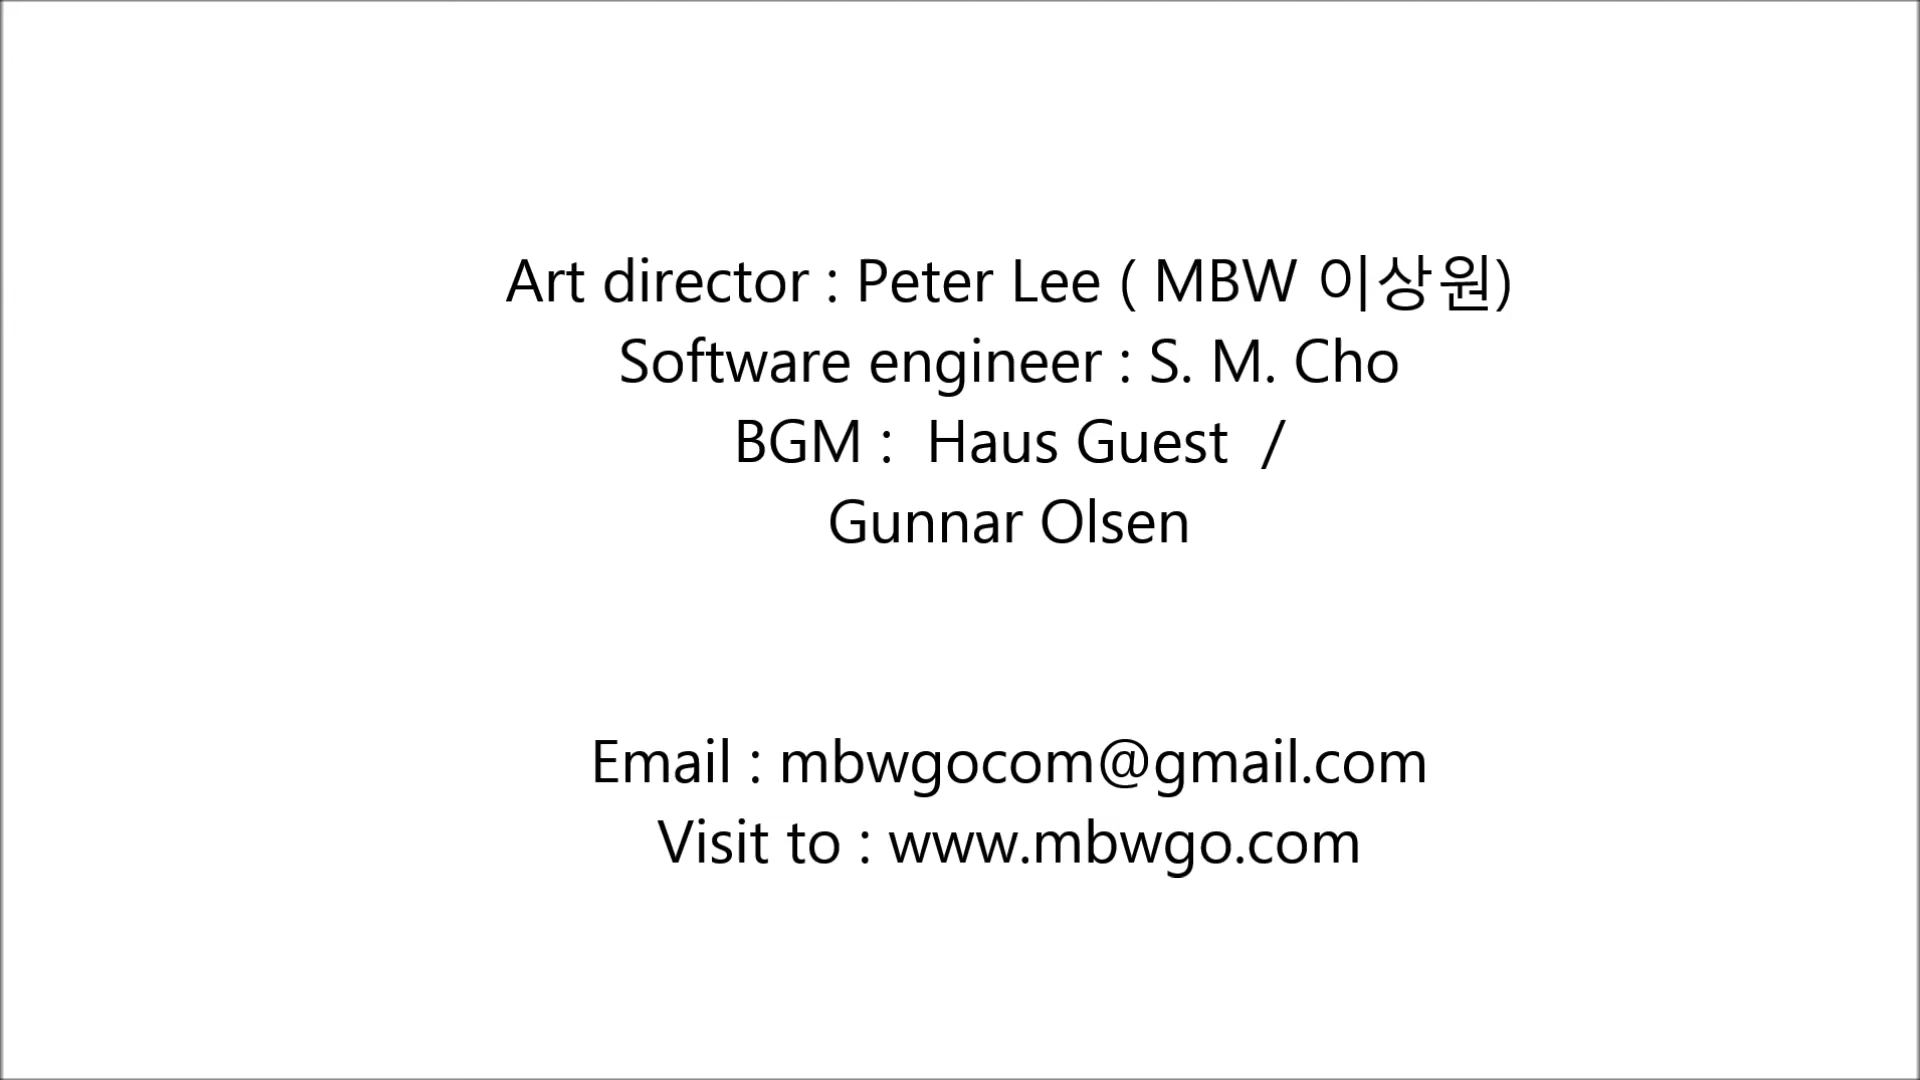 Art director : Peter Lee ( MBW 이상원)
Software engineer : S. M. Cho
BGM :  Haus Guest  /
Gunnar Olsen
Email : mbwgocom@gmail.com
Visit to : www.mbwgo.com